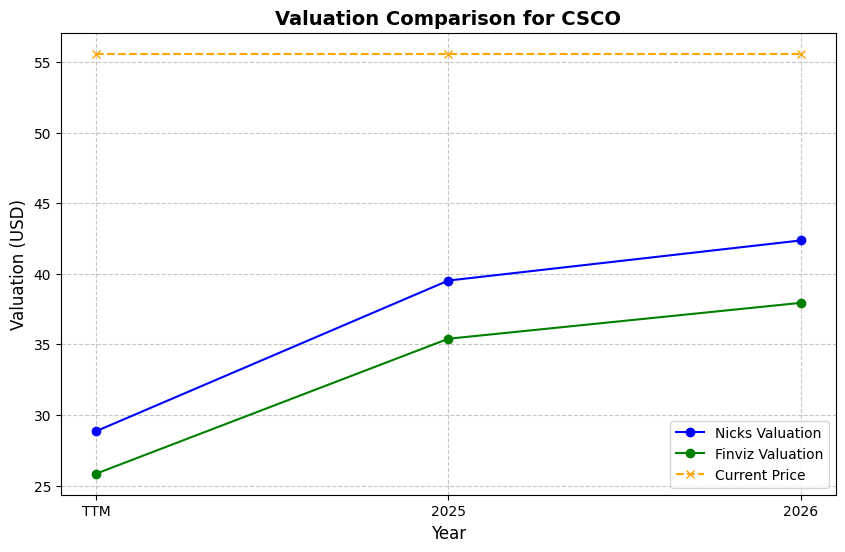 Valuation Comparison for CSCO
Valuation (USD)
55
50
45
40
35
30
25
TTM
2025
2026
Year
Nicks Valuation
Finviz Valuation
Current Price